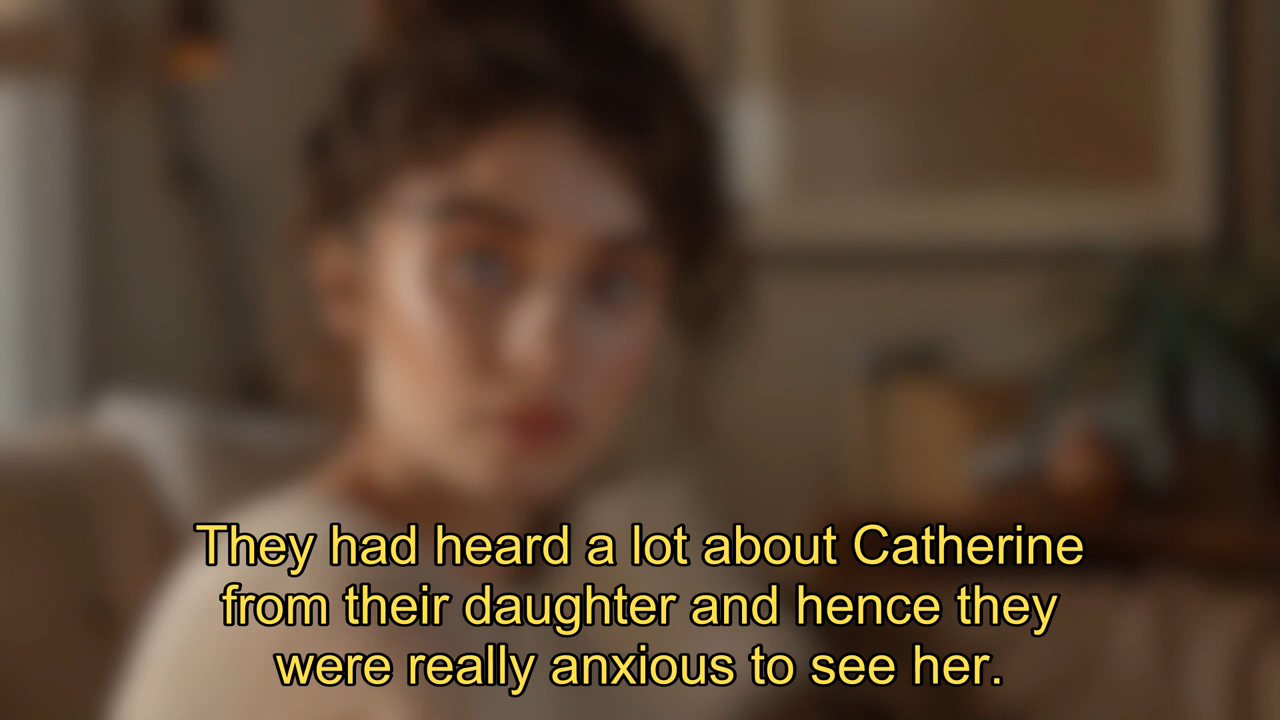 They had heard a lot about Catherine
from their daughter and hence they
were really anxious to see her.